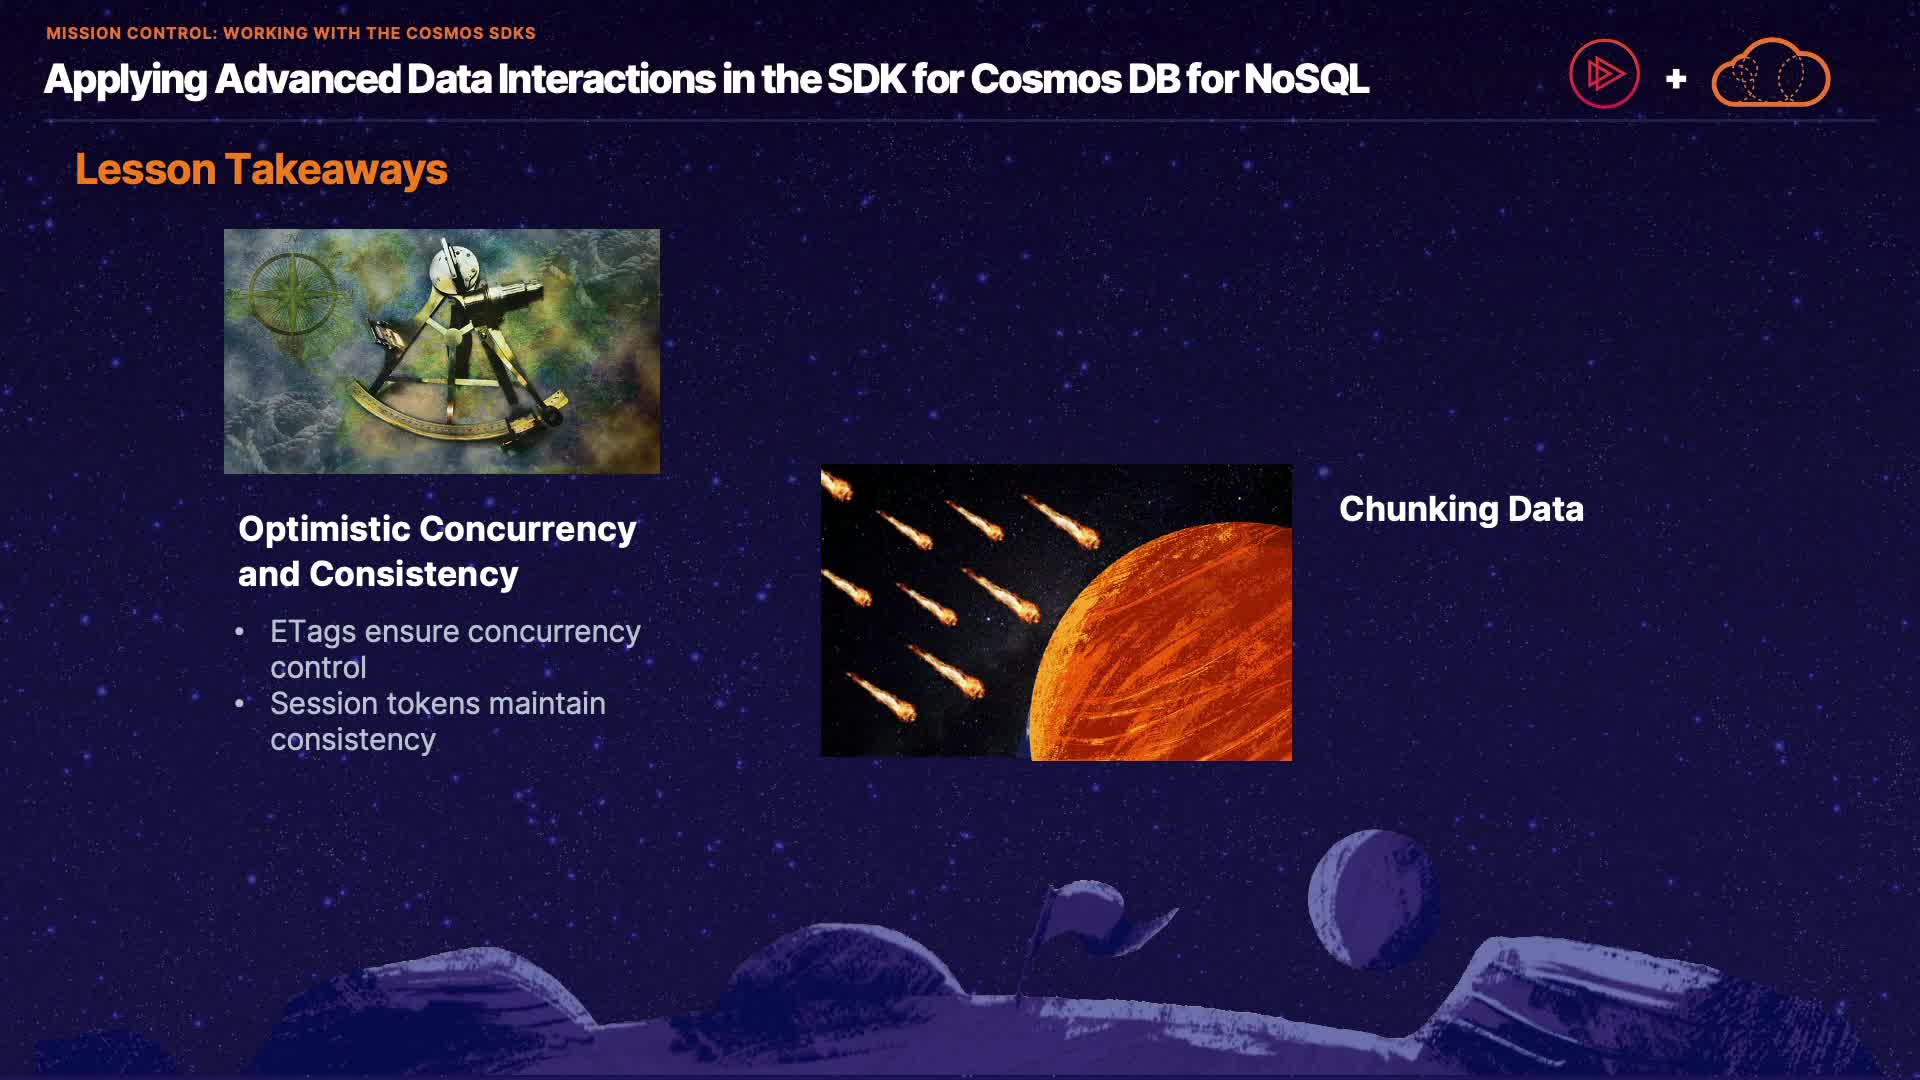 MISSION CONTROL: WORKING WITH THE COSMOS SDKS
Applying Advanced Data Interactions in the SDK for Cosmos DB for NoSQL
+
Lesson Takeaways
Optimistic Concurrency
and Consistency
• ETags ensure concurrency
control
• Session tokens maintain
consistency
Chunking Data